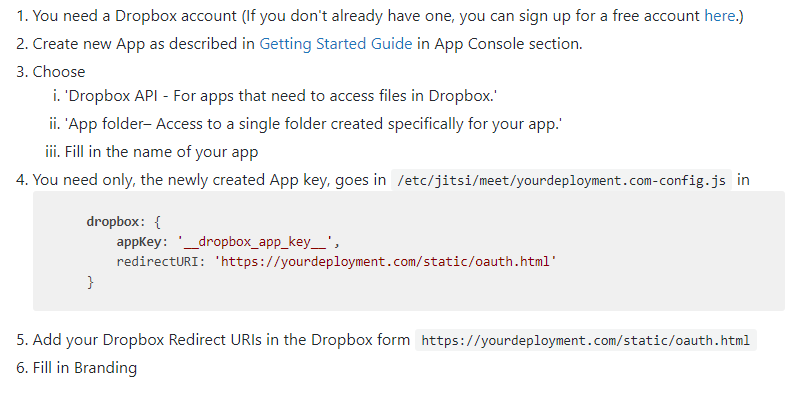 1. You need a Dropbox account (If you don't already have one, you can sign up for a free account here.)
2. Create new App as described in Getting Started Guide in App Console section.
3. Choose
i. 'Dropbox API - For apps that need to access files in Dropbox.'
ii. 'App folder– Access to a single folder created specifically for your app.'
iii. Fill in the name of your app
4. You need only, the newly created App key, goes in /etc/jitsi/meet/yourdeployment.com-config.js in
dropbox: {
appKey: '__dropbox_app_key__',
redirectURI: 'https://yourdeployment.com/static/oauth.html'
}
5. Add your Dropbox Redirect URIs in the Dropbox form https://yourdeployment.com/static/oauth.html
6. Fill in Branding